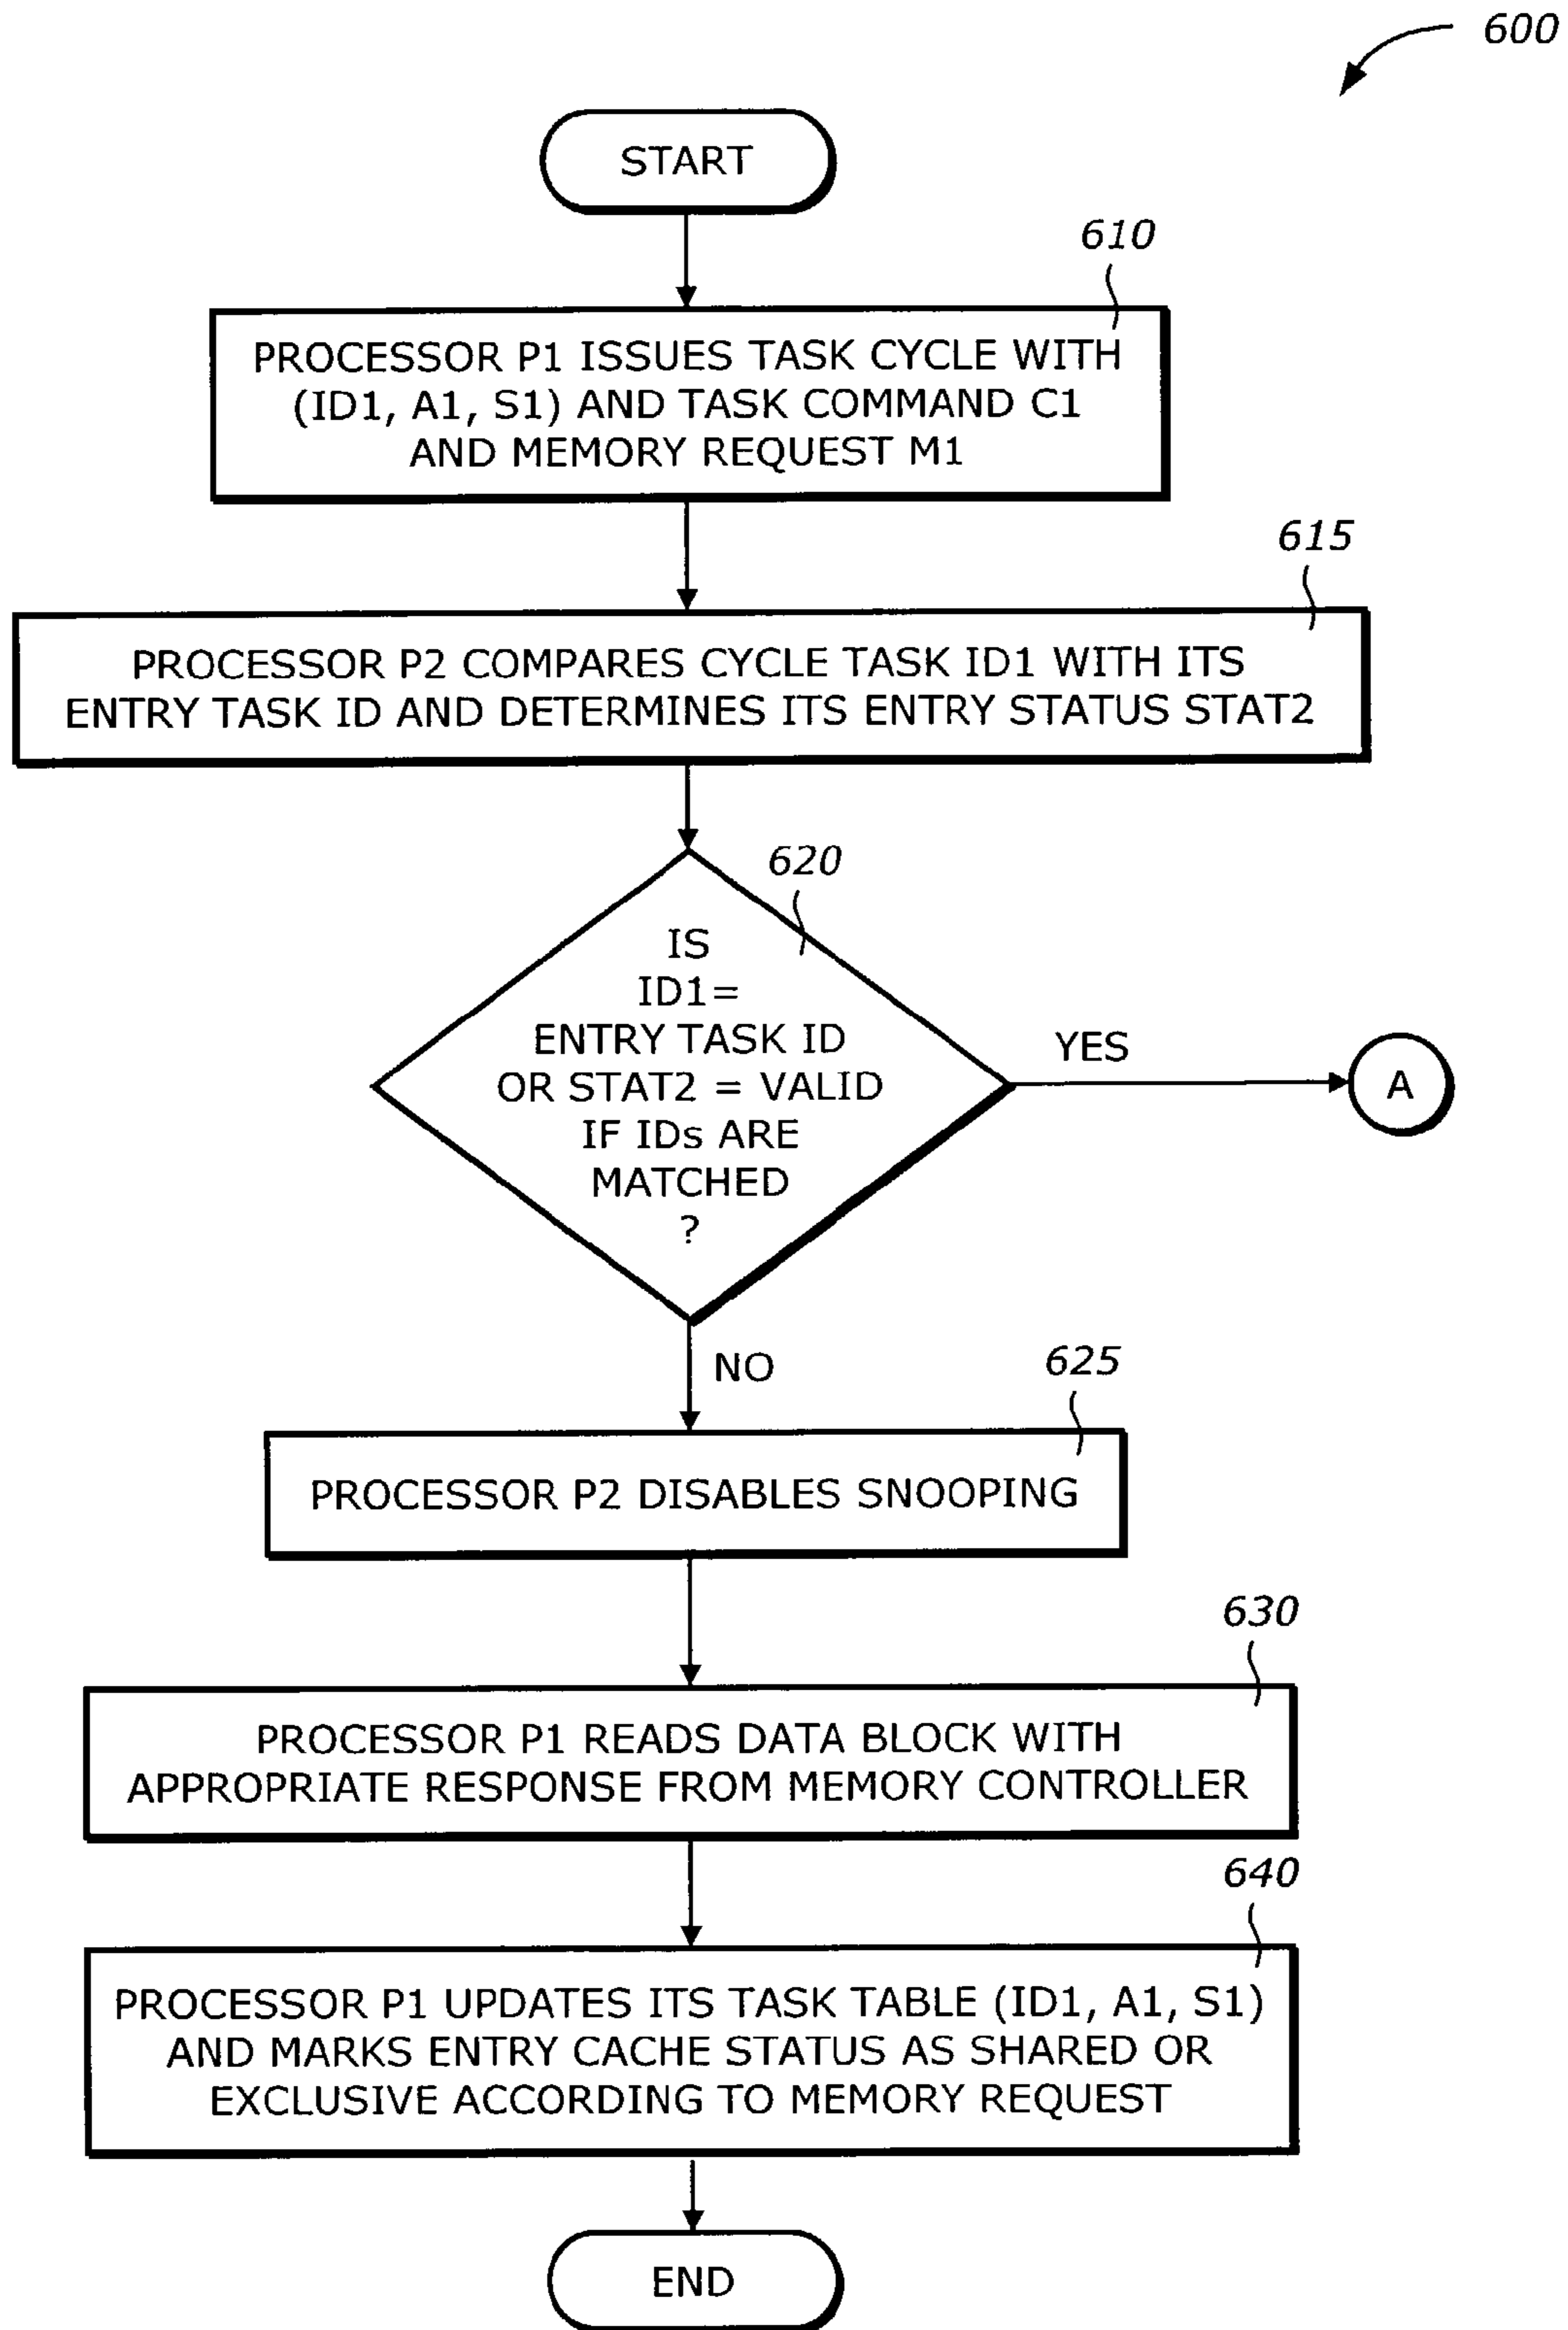 600
START
610
PROCESSOR P1 ISSUES TASK CYCLE WITH
(ID1, A1, S1) AND TASK COMMAND C1
AND MEMORY REQUEST M1
615
PROCESSOR P2 COMPARES CYCLE TASK ID1 WITH ITS
ENTRY TASK ID AND DETERMINES ITS ENTRY STATUS STAT2
620
IS
ID1=
ENTRY TASK ID
OR STAT2 = VALID
IF IDs ARE
MATCHED
?
YES
A
NO
625
PROCESSOR P2 DISABLES SNOOPING
630
PROCESSOR P1 READS DATA BLOCK WITH
APPROPRIATE RESPONSE FROM MEMORY CONTROLLER
640
PROCESSOR P1 UPDATES ITS TASK TABLE (ID1, A1, S1)
AND MARKS ENTRY CACHE STATUS AS SHARED OR
EXCLUSIVE ACCORDING TO MEMORY REQUEST
END